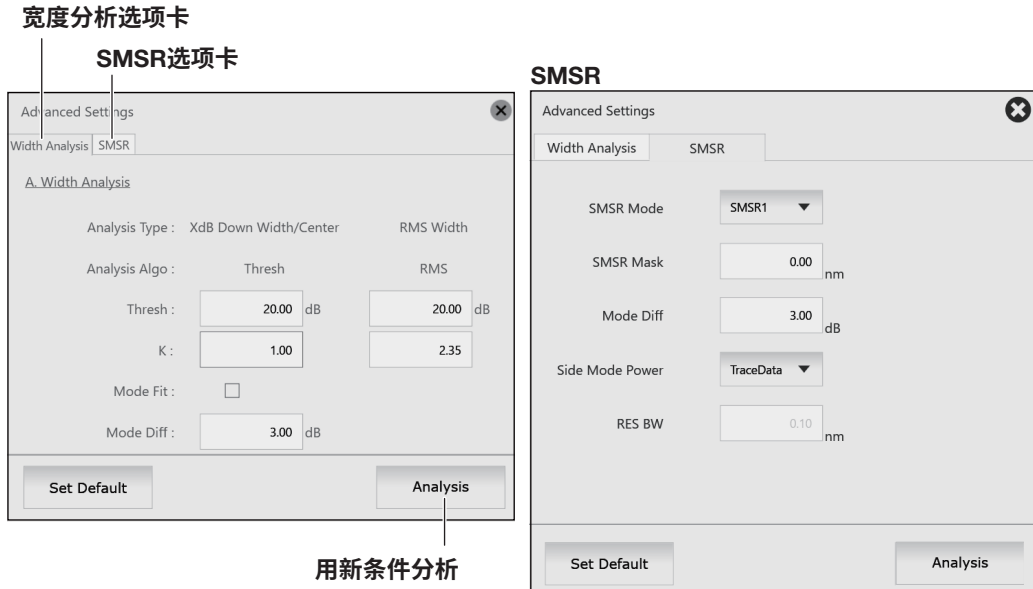 宽度分析选项卡
SMSR选项卡
Advanced Settings
Width Analysis SMSR
A. Width Analysis
Analysis Type : XdB Down Width/Center RMS Width
Analysis Algo : Thresh RMS
Thresh : 20.00 dB 20.00 dB
K : 1.00 2.35
Mode Fit :
Mode Diff : 3.00 dB
Set Default Analysis
用新条件分析
SMSR
Advanced Settings
Width Analysis SMSR
SMSR Mode SMSR1
SMSR Mask 0.00 nm
Mode Diff 3.00 dB
Side Mode Power TraceData
RES BW 0.10 nm
Set Default Analysis